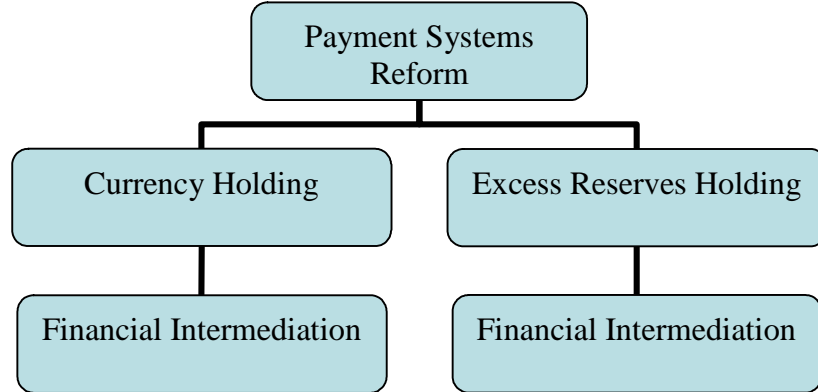 Payment Systems
Reform
Currency Holding
Excess Reserves Holding
Financial Intermediation
Financial Intermediation